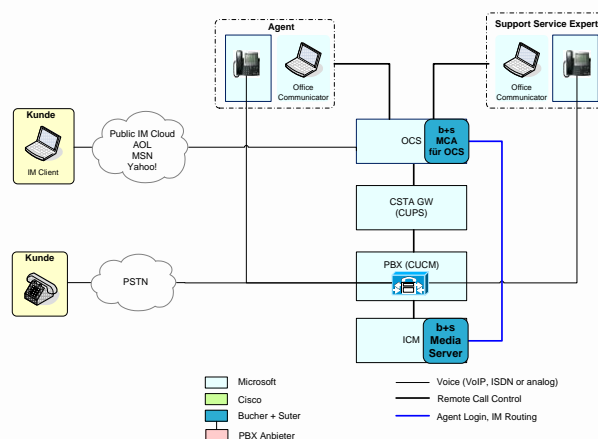 Agent
Office
Communicator
Support Service Expert
Office
Communicator
Kunde
IM Client
Public IM Cloud
AOL
MSN
Yahoo!
OCS
b+s
MCA
für OCS
CSTA GW
(CUPS)
Kunde
PSTN
PBX (CUCM)
ICM
b+s
Media
Server
Microsoft
Cisco
Bucher + Suter
PBX Anbieter
Voice (VoIP, ISDN or analog)
Remote Call Control
Agent Login, IM Routing